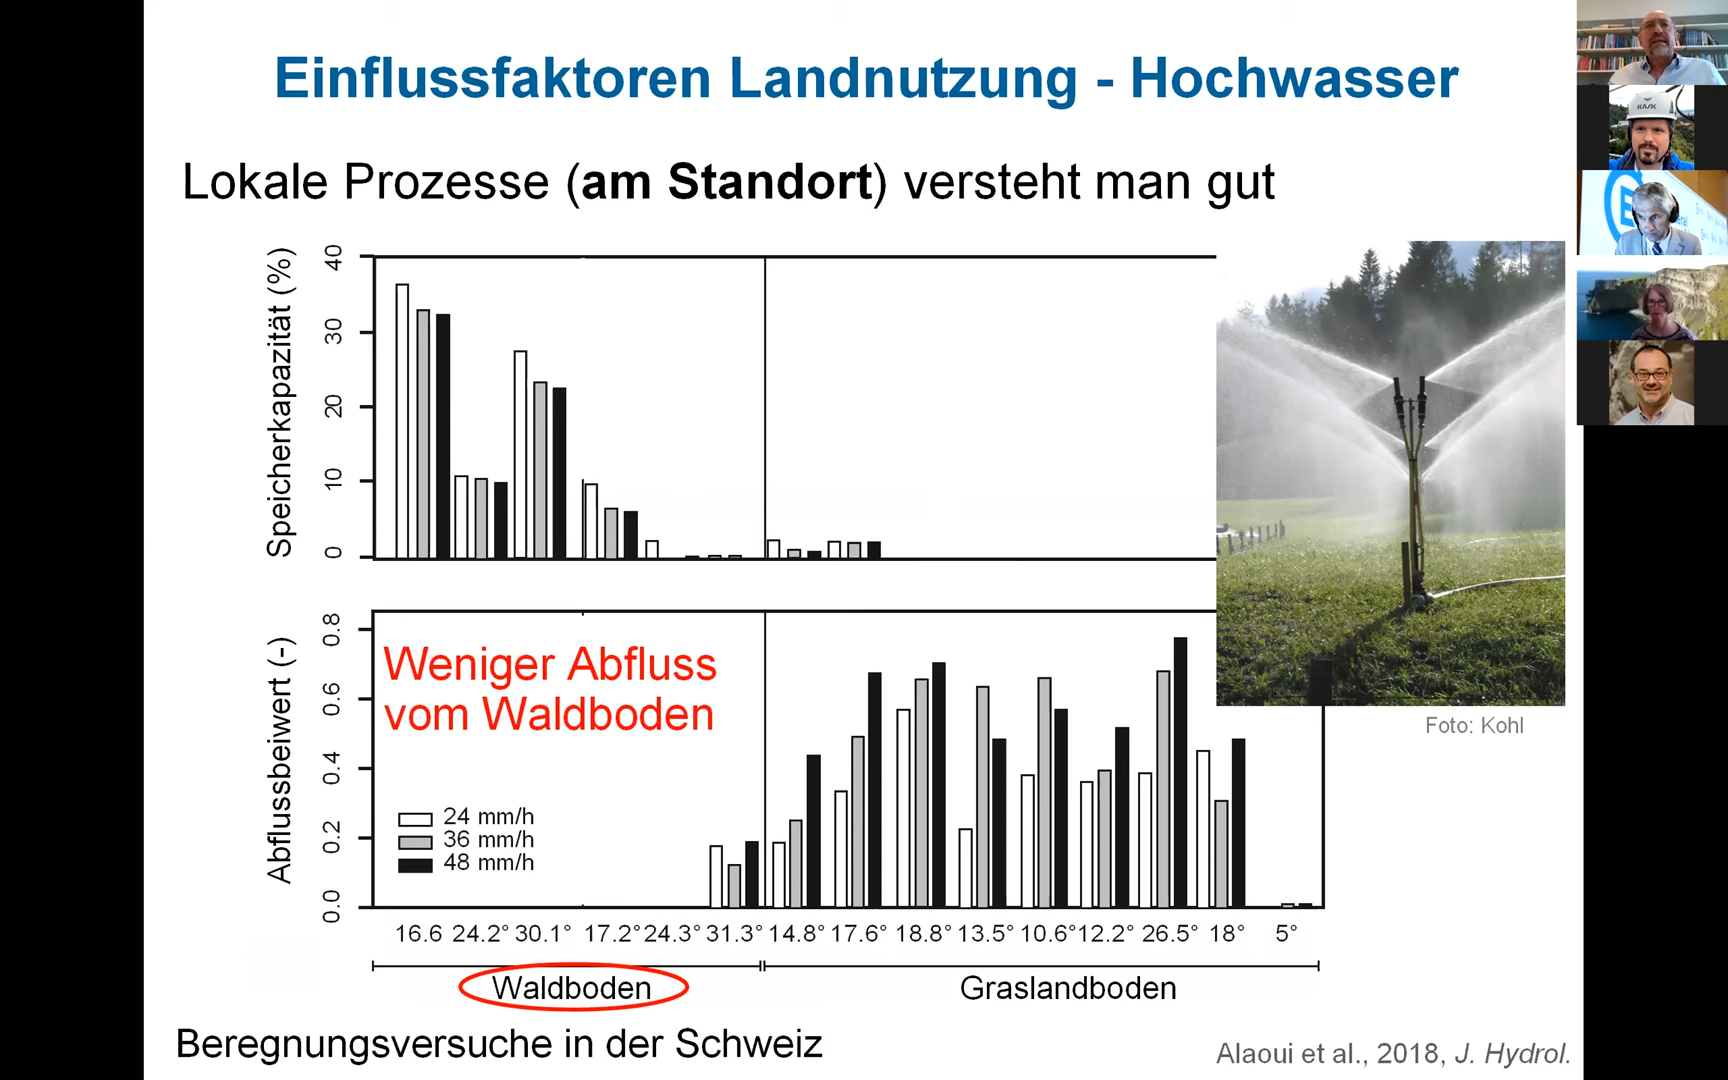 Einflussfaktoren Landnutzung - Hochwasser
Lokale Prozesse (am Standort) versteht man gut
Speicherkapazität (%)
40
30
20
10
0
Abflussbeiwert (-)
0.8
0.6
0.4
0.2
0.0
Weniger Abfluss
vom Waldboden
24 mm/h
36 mm/h
48 mm/h
16.6 24.2° 30.1° 17.2° 24.3° 31.3° 14.8° 17.6° 18.8° 13.5° 10.6° 12.2° 26.5° 18° 5°
Waldboden
Graslandboden
Foto: Kohl
Beregnungsversuche in der Schweiz
Alaoui et al., 2018, J. Hydrol.
KASK